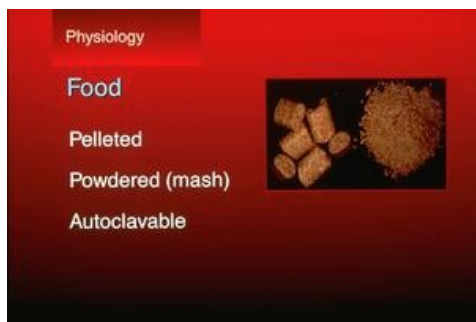 Physiology
Food
Pelleted
Powdered (mash)
Autoclavable